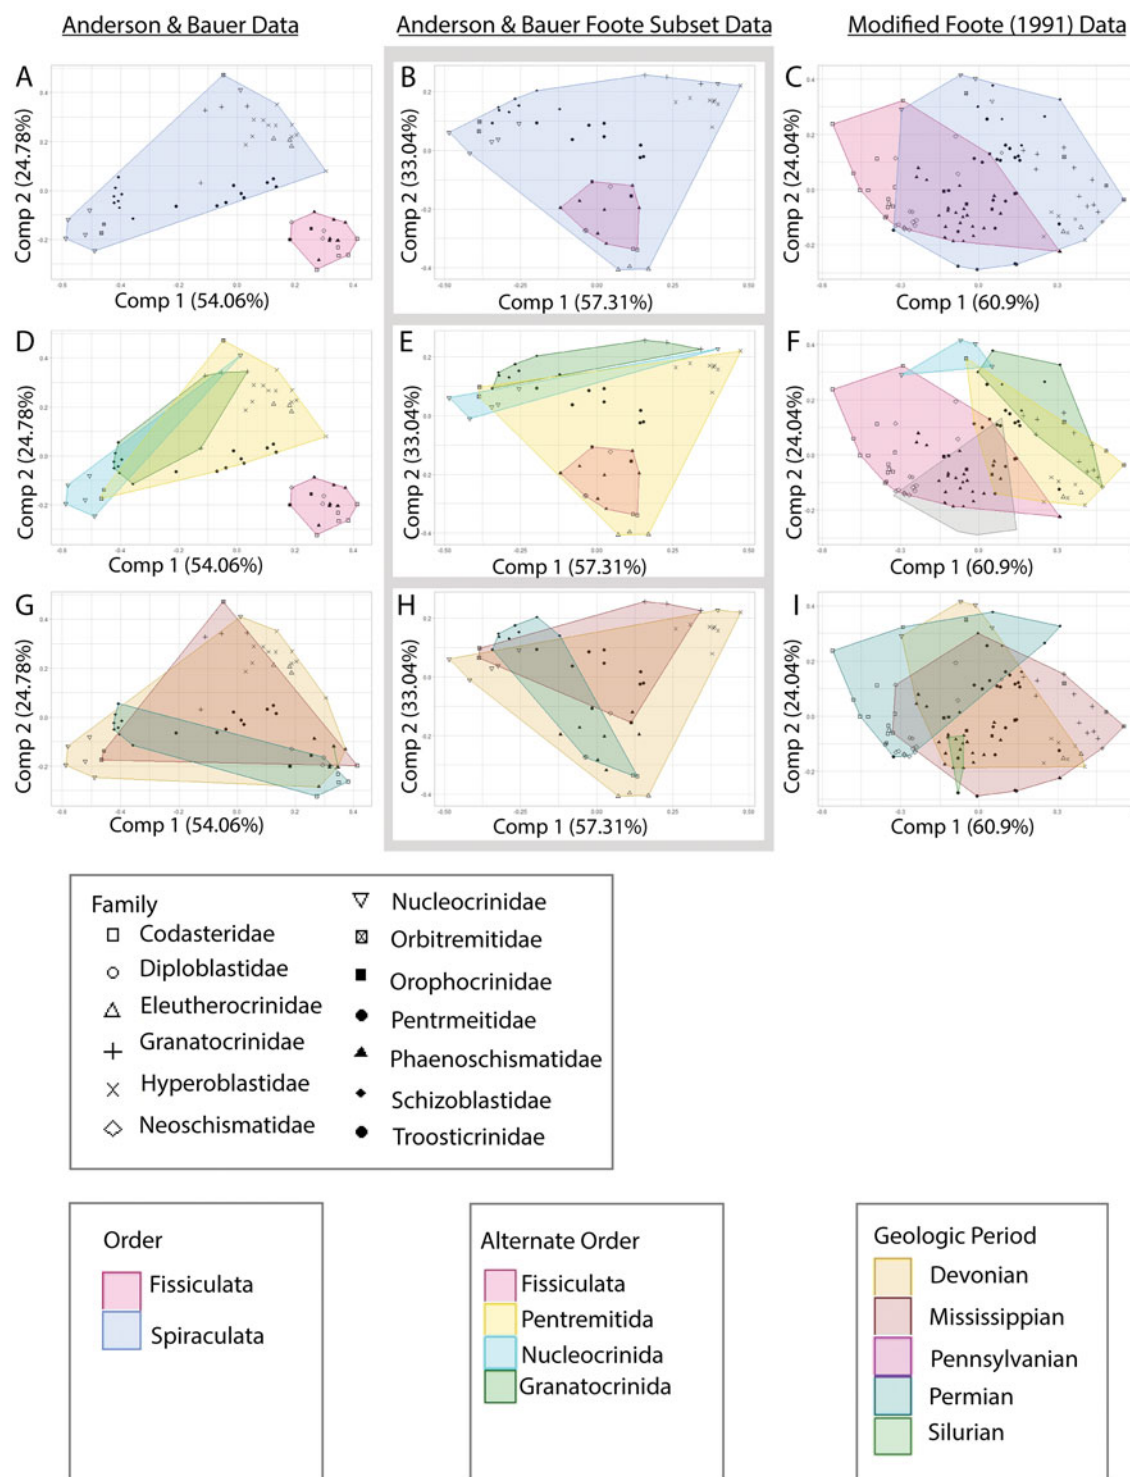 Anderson & Bauer Data
Anderson & Bauer Foote Subset Data
Modified Foote (1991) Data
A
Comp 2 (24.78%)
Comp 1 (54.06%)
B
Comp 2 (33.04%)
Comp 1 (57.31%)
C
Comp 2 (24.04%)
Comp 1 (60.9%)
D
Comp 2 (24.78%)
Comp 1 (54.06%)
E
Comp 2 (33.04%)
Comp 1 (57.31%)
F
Comp 2 (24.04%)
Comp 1 (60.9%)
G
Comp 2 (24.78%)
Comp 1 (54.06%)
H
Comp 2 (33.04%)
Comp 1 (57.31%)
I
Comp 2 (24.04%)
Comp 1 (60.9%)
Family
Codasteridae
Diploblastidae
Eleutherocrinidae
Granatocrinidae
Hyperoblastidae
Neoschismatidae
Nucleocrinidae
Orbitremitidae
Orophocrinidae
Pentrmeitidae
Phaenoschismatidae
Schizoblastidae
Troosticrinidae
Order
Fissiculata
Spiraculata
Alternate Order
Fissiculata
Pentremitida
Nucleocrinida
Granatocrinida
Geologic Period
Devonian
Mississippian
Pennsylvanian
Permian
Silurian